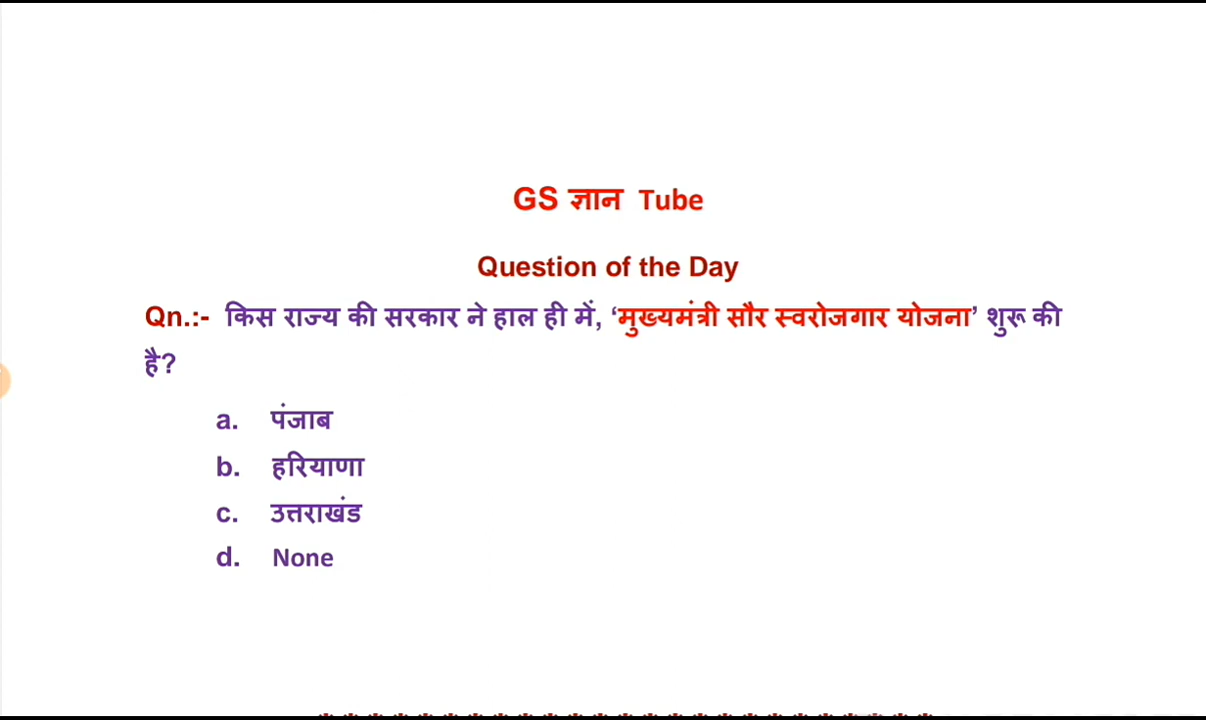 GS ज्ञान Tube
Question of the Day
Qn.:- किस राज्य की सरकार ने हाल ही में, ‘मुख्यमंत्री सौर स्वरोजगार योजना’ शुरू की
है?
a. पंजाब
b. हरियाणा
c. उत्तराखंड
d. None